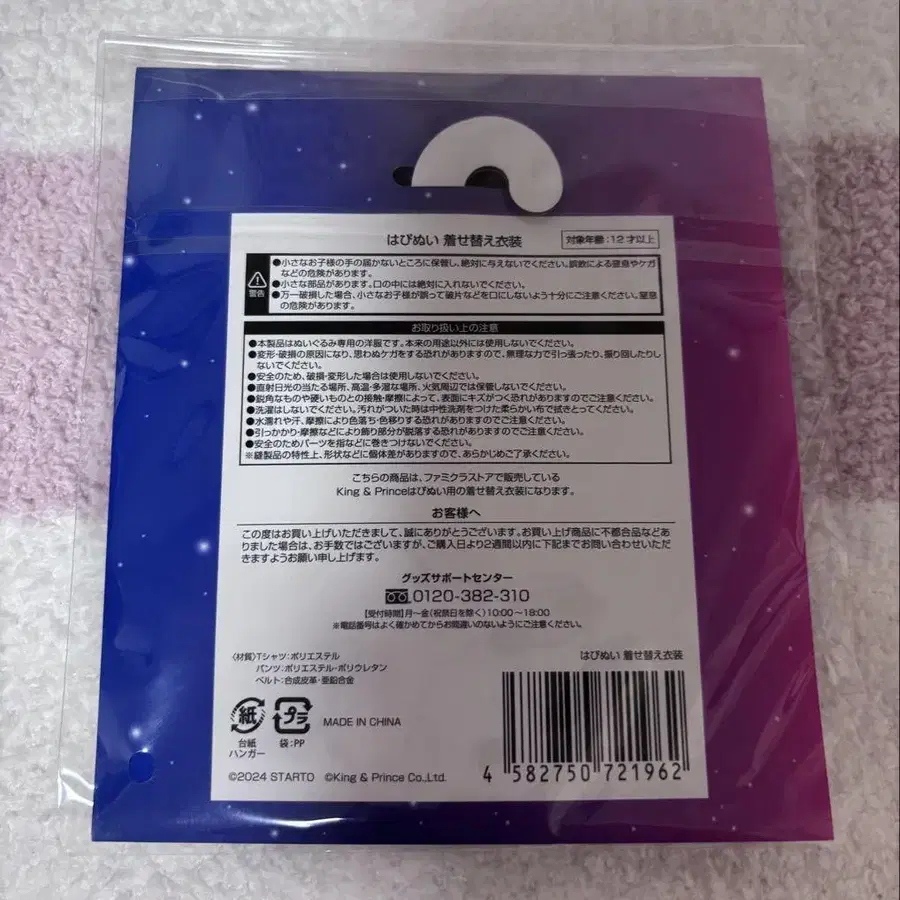 はぴぬい 着せ替え衣装
対象年齢:12才以上
警告
●小さなお子様の手の届かないところに保管し、絶対に与えないでください。誤飲による窒息やケガ
などの危険があります。
●小さな部品があります。口の中には絶対に入れないでください。
●万一破損した場合、小さなお子様が誤って破片などを口にしないよう十分にご注意ください。窒息
の危険があります。
お取り扱い上の注意
●本製品はぬいぐるみ専用の洋服です。本来の用途以外には使用しないでください。
●変形・破損の原因になり、思わぬケガをする恐れがありますので、無理な力で引っ張ったり、振り回したりし
ないでください。
●安全のため、破損・変形した場合は使用しないでください。
●直射日光の当たる場所、高温・多湿な場所、火気周辺では保管しないでください。
●鋭角なものや硬いものとの接触・摩擦によって、表面にキズがつく恐れがありますのでご注意ください。
●洗濯はしないでください。汚れがついた時は中性洗剤をつけた柔らかい布で拭きとってください。
●水濡れや汗、摩擦により色落ち・色移りする恐れがありますのでご注意ください。
●引っかかり・摩擦などにより飾り部分が脱落する恐れがありますのでご注意ください。
●安全のためパーツを指などに巻きつけないでください。
※縫製品の特性上、形状などに個体差がありますので、あらかじめご了承ください。
こちらの商品は、ファミクラストアで販売している
King & Princeはぴぬい用の着せ替え衣装になります。
お客様へ
この度はお買い上げいただきまして、誠にありがとうございます。お買い上げ商品に不都合品などあ
りました場合は、お手数ではございますが、ご購入日より2週間以内に下記までお問い合わせいただ
きますようお願い申し上げます。
グッズサポートセンター
0120-382-310
【受付時間】月〜金(祝祭日を除く)10:00〜18:00
※電話番号はよく確かめてからお間違いのないようにご注意ください。
〈材質〉Tシャツ:ポリエステル
パンツ:ポリエステル・ポリウレタン
ベルト:合成皮革・亜鉛合金
はぴぬい 着せ替え衣装
紙
プラ
MADE IN CHINA
台紙
ハンガー
袋:PP
4 582750 721962
©2024 STARTO ©King & Prince Co.,Ltd.